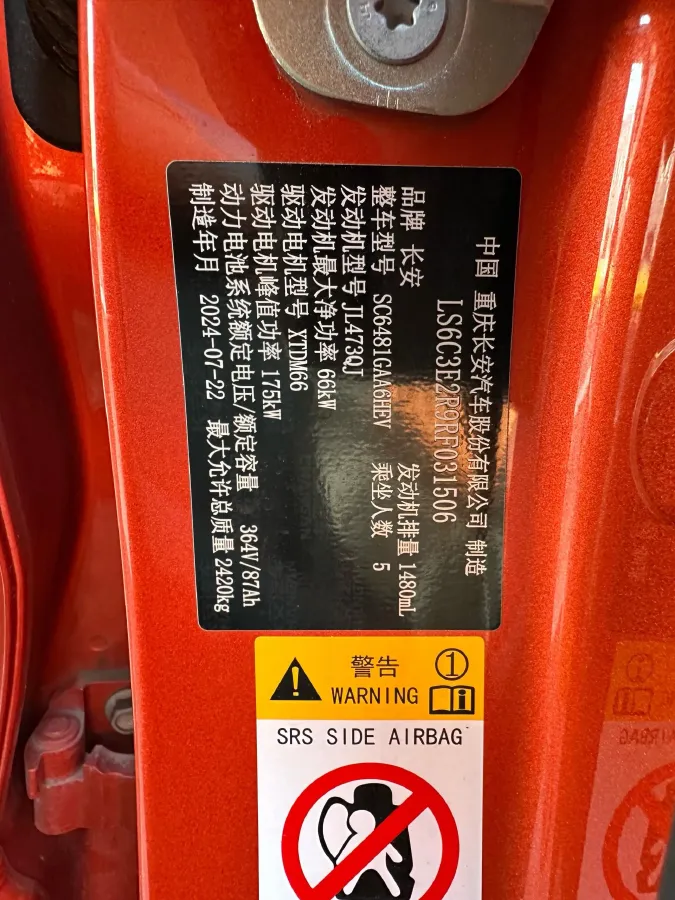 中国 重庆长安汽车股份有限公司 制造
LS6C3E2R9RF031506
品牌 长安 发动机排量 1480mL
整车型号 SC6481GAA6HEV 乘坐人数 5
发动机型号 JL473QJ
发动机最大净功率 66kW
驱动电机型号 XTDM66
驱动电机峰值功率 175kW
动力电池系统额定电压/额定容量 364V/87Ah
制造年月 2024-07-22 最大允许总质量 2420kg
警告 ①
WARNING
SRS SIDE AIRBAG